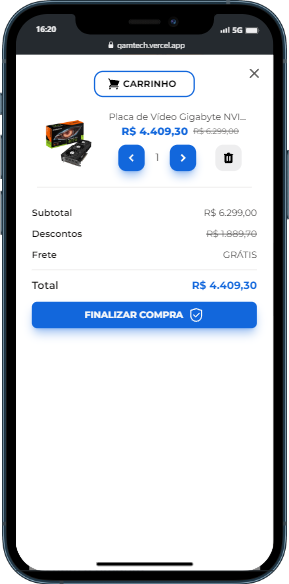 16:20
5G
qamtech.vercel.app
CARRINHO
Placa de Vídeo Gigabyte NVI...
R$ 4.409,30 R$ 6.299,00
1
Subtotal R$ 6.299,00
Descontos R$ 1.889,70
Frete GRÁTIS
Total R$ 4.409,30
FINALIZAR COMPRA